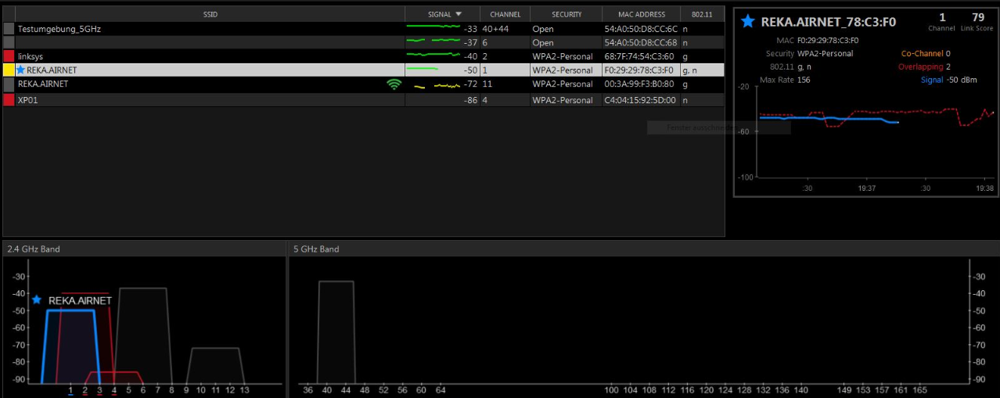 SSID SIGNAL CHANNEL SECURITY MAC ADDRESS 802.11
Testumgebung_5GHz -33 40+44 Open 54:A0:50:D8:CC:6C n
-37 6 Open 54:A0:50:D8:CC:68 n
linksys -40 2 WPA2-Personal 68:7F:74:54:C3:60 g
REKA.AIRNET -50 1 WPA2-Personal F0:29:29:78:C3:F0 g, n
REKA.AIRNET -72 11 WPA2-Personal 00:3A:99:F3:B0:80 g
XP01 -86 4 WPA2-Personal C4:04:15:92:5D:00 n
REKA.AIRNET_78:C3:F0 1 79
Channel Link Score
MAC F0:29:29:78:C3:F0
Security WPA2-Personal Co-Channel 0
802.11 g, n Overlapping 2
Max Rate 156 Signal -50 dBm
-20
Fenster ausschneiden
-60
-100
:30 19:37 :30 19:38
2.4 GHz Band
-30
-40
REKA.AIRNET
-50
-60
-70
-80
-90
1 2 3 4 5 6 7 8 9 10 11 12 13
5 GHz Band
-30
-40
-50
-60
-70
-80
-90
36 40 44 48 52 56 60 64 100 104 108 112 116 120 124 128 132 136 140 149 153 157 161 165